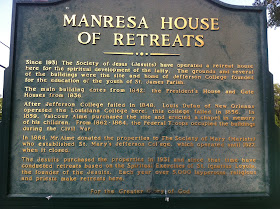 MANRESA HOUSE
OF RETREATS
Since 1931 The Society of Jesus (Jesuits) have operated a retreat house
here for the spiritual development of the laity. The grounds and several
of the buildings were the site and home of Jefferson College founded
for the education of the youth of St. James Parish.
The main building dates from 1842, the President's House and Gate
Houses from 1836.
After Jefferson College failed in 1848, Louis Dufau of New Orleans
operated the Louisiana College here; this college failed in 1856. In
1859, Valcour Aime purchased the site and erected a chapel in memory
of his children. From 1862-1864, the Federal Troops occupied the buildings
during the Civil War.
In 1864, Mr. Aime donated the properties to The Society of Mary (Marists)
who established St. Mary's Jefferson College, which operated until 1927
when it closed.
The Jesuits purchased the properties in 1931 and since that time have
conducted retreats based on the Spiritual Exercises of St. Ignatius Loyola,
the founder of the Jesuits. Each year, over 5,000 laypersons, religious
and priests make retreats here.
For the Greater Glory of God